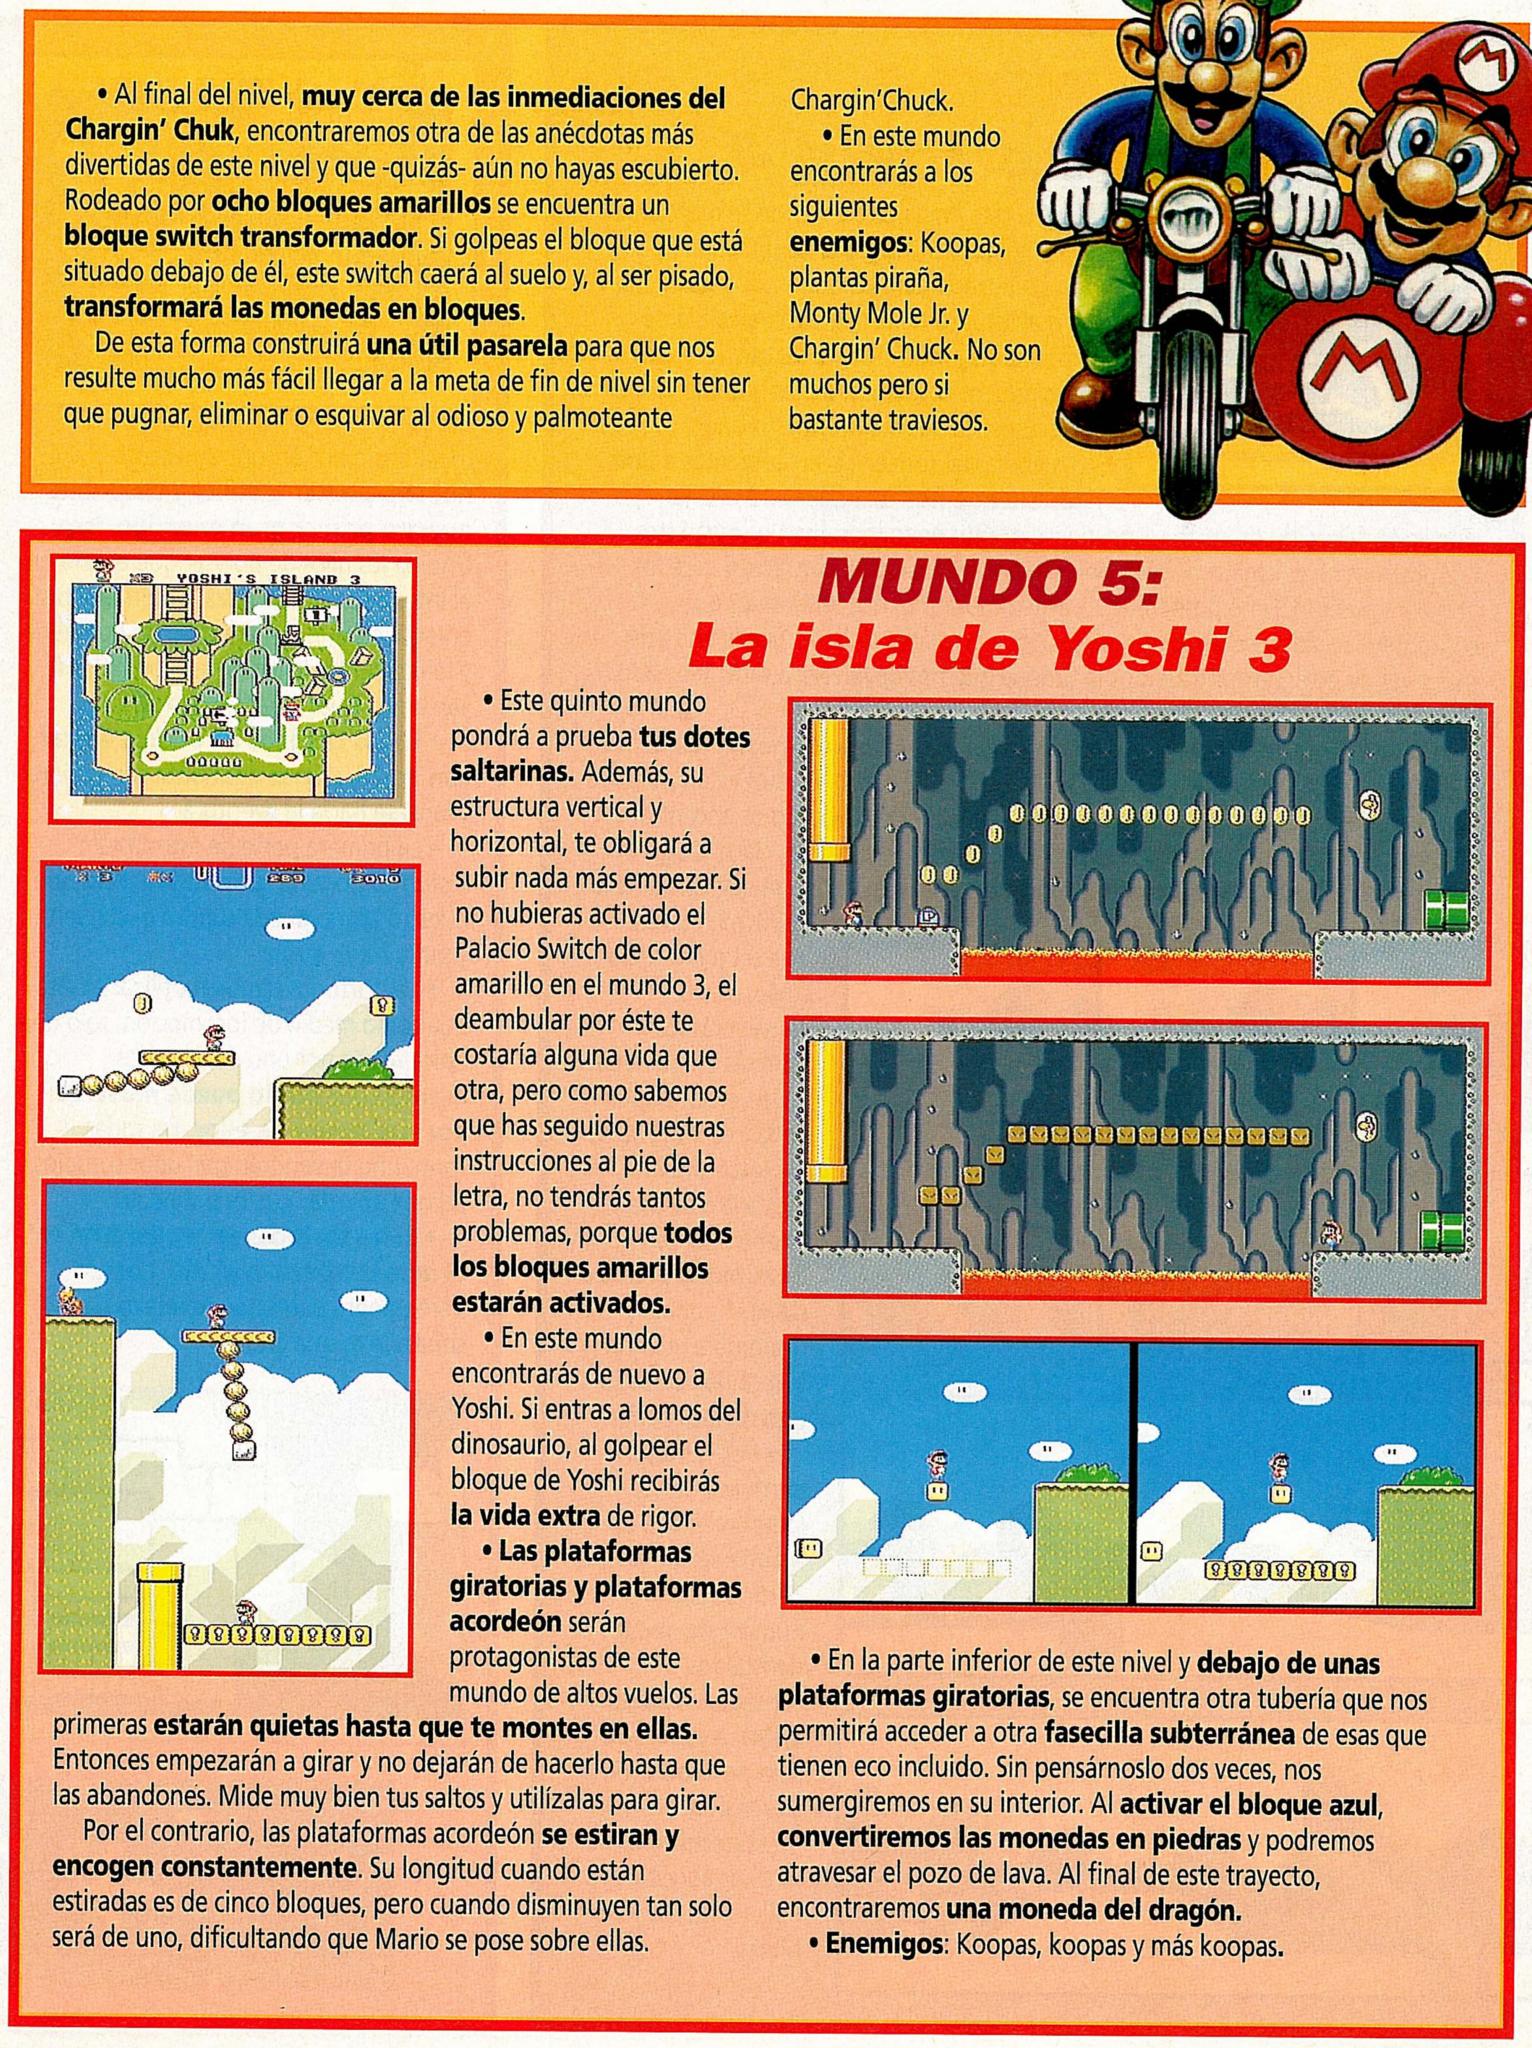 • Al final del nivel, muy cerca de las inmediaciones del
Chargin' Chuk, encontraremos otra de las anécdotas más
divertidas de este nivel y que -quizás- aún no hayas escubierto.
Rodeado por ocho bloques amarillos se encuentra un
bloque switch transformador. Si golpeas el bloque que está
situado debajo de él, este switch caerá al suelo y, al ser pisado,
transformará las monedas en bloques.
De esta forma construirá una útil pasarela para que nos
resulte mucho más fácil llegar a la meta de fin de nivel sin tener
que pugnar, eliminar o esquivar al odioso y palmoteante
Chargin'Chuck.
• En este mundo
encontrarás a los
siguientes
enemigos: Koopas,
plantas piraña,
Monty Mole Jr. y
Chargin' Chuck. No son
muchos pero si
bastante traviesos.
M
M
YOSHI'S ISLAND 3
289
3010
MUNDO 5:
La isla de Yoshi 3
• Este quinto mundo
pondrá a prueba tus dotes
saltarinas. Además, su
estructura vertical y
horizontal, te obligará a
subir nada más empezar. Si
no hubieras activado el
Palacio Switch de color
amarillo en el mundo 3, el
deambular por éste te
costaría alguna vida que
otra, pero como sabemos
que has seguido nuestras
instrucciones al pie de la
letra, no tendrás tantos
problemas, porque todos
los bloques amarillos
estarán activados.
• En este mundo
encontrarás de nuevo a
Yoshi. Si entras a lomos del
dinosaurio, al golpear el
bloque de Yoshi recibirás
la vida extra de rigor.
• Las plataformas
giratorias y plataformas
acordeón serán
protagonistas de este
mundo de altos vuelos. Las
primeras estarán quietas hasta que te montes en ellas.
Entonces empezarán a girar y no dejarán de hacerlo hasta que
las abandones. Mide muy bien tus saltos y utilízalas para girar.
Por el contrario, las plataformas acordeón se estiran y
encogen constantemente. Su longitud cuando están
estiradas es de cinco bloques, pero cuando disminuyen tan solo
será de uno, dificultando que Mario se pose sobre ellas.
P
• En la parte inferior de este nivel y debajo de unas
plataformas giratorias, se encuentra otra tubería que nos
permitirá acceder a otra fasecilla subterránea de esas que
tienen eco incluido. Sin pensárnoslo dos veces, nos
sumergiremos en su interior. Al activar el bloque azul,
convertiremos las monedas en piedras y podremos
atravesar el pozo de lava. Al final de este trayecto,
encontraremos una moneda del dragón.
• Enemigos: Koopas, koopas y más koopas.